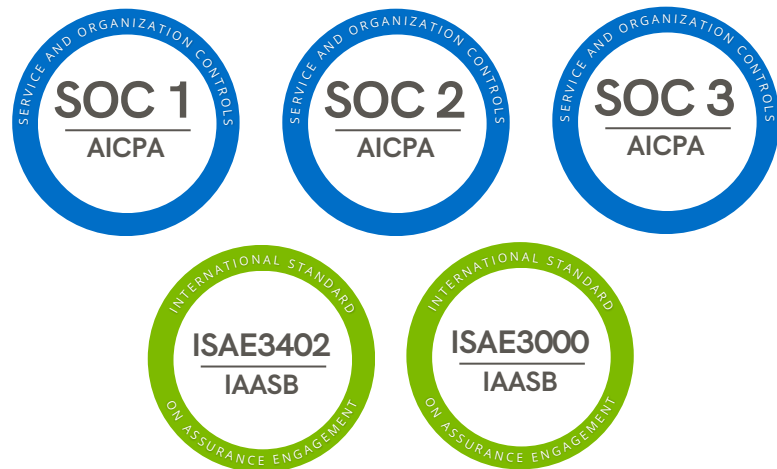 SERVICE AND ORGANIZATION CONTROLS
SOC 1
AICPA
SERVICE AND ORGANIZATION CONTROLS
SOC 2
AICPA
SERVICE AND ORGANIZATION CONTROLS
SOC 3
AICPA
INTERNATIONAL STANDARD
ISAE3402
IAASB
ON ASSURANCE ENGAGEMENT
INTERNATIONAL STANDARD
ISAE3000
IAASB
ON ASSURANCE ENGAGEMENT